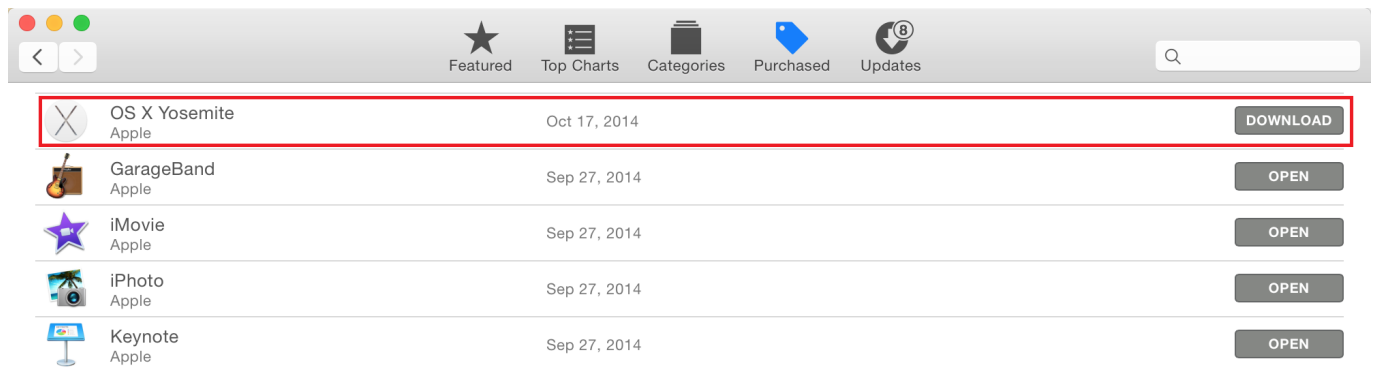 8
Featured Top Charts Categories Purchased Updates
OS X Yosemite
Apple
Oct 17, 2014
DOWNLOAD
GarageBand
Apple
Sep 27, 2014
OPEN
iMovie
Apple
Sep 27, 2014
OPEN
iPhoto
Apple
Sep 27, 2014
OPEN
Keynote
Apple
Sep 27, 2014
OPEN